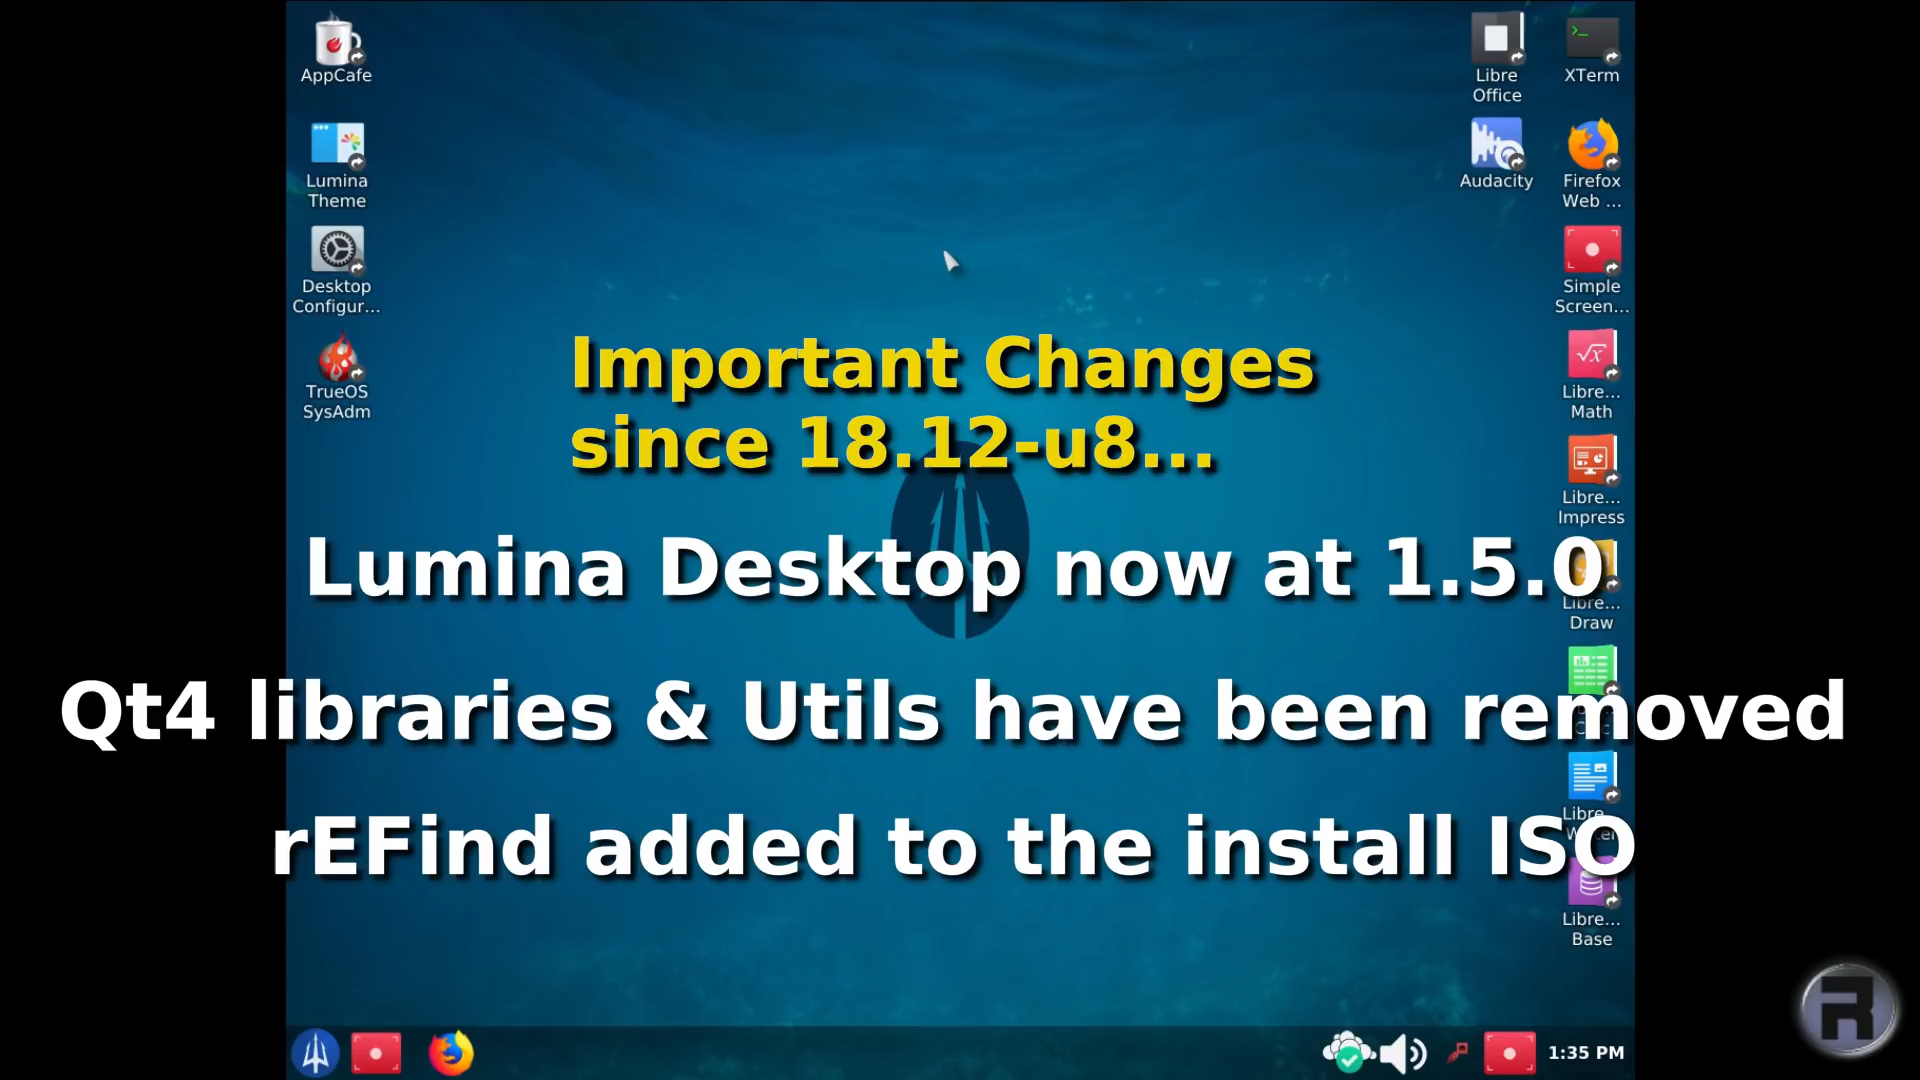 AppCafe
Lumina
Theme
Desktop
Configur...
TrueOS
SysAdm
Libre
Office
XTerm
Audacity
Firefox
Web ...
Simple
Screen...
Libre...
Math
Libre...
Impress
Libre...
Draw
Libre...
Base
Important Changes
since 18.12-u8...
Lumina Desktop now at 1.5.0
Qt4 libraries & Utils have been removed
rEFind added to the install ISO
1:35 PM
R